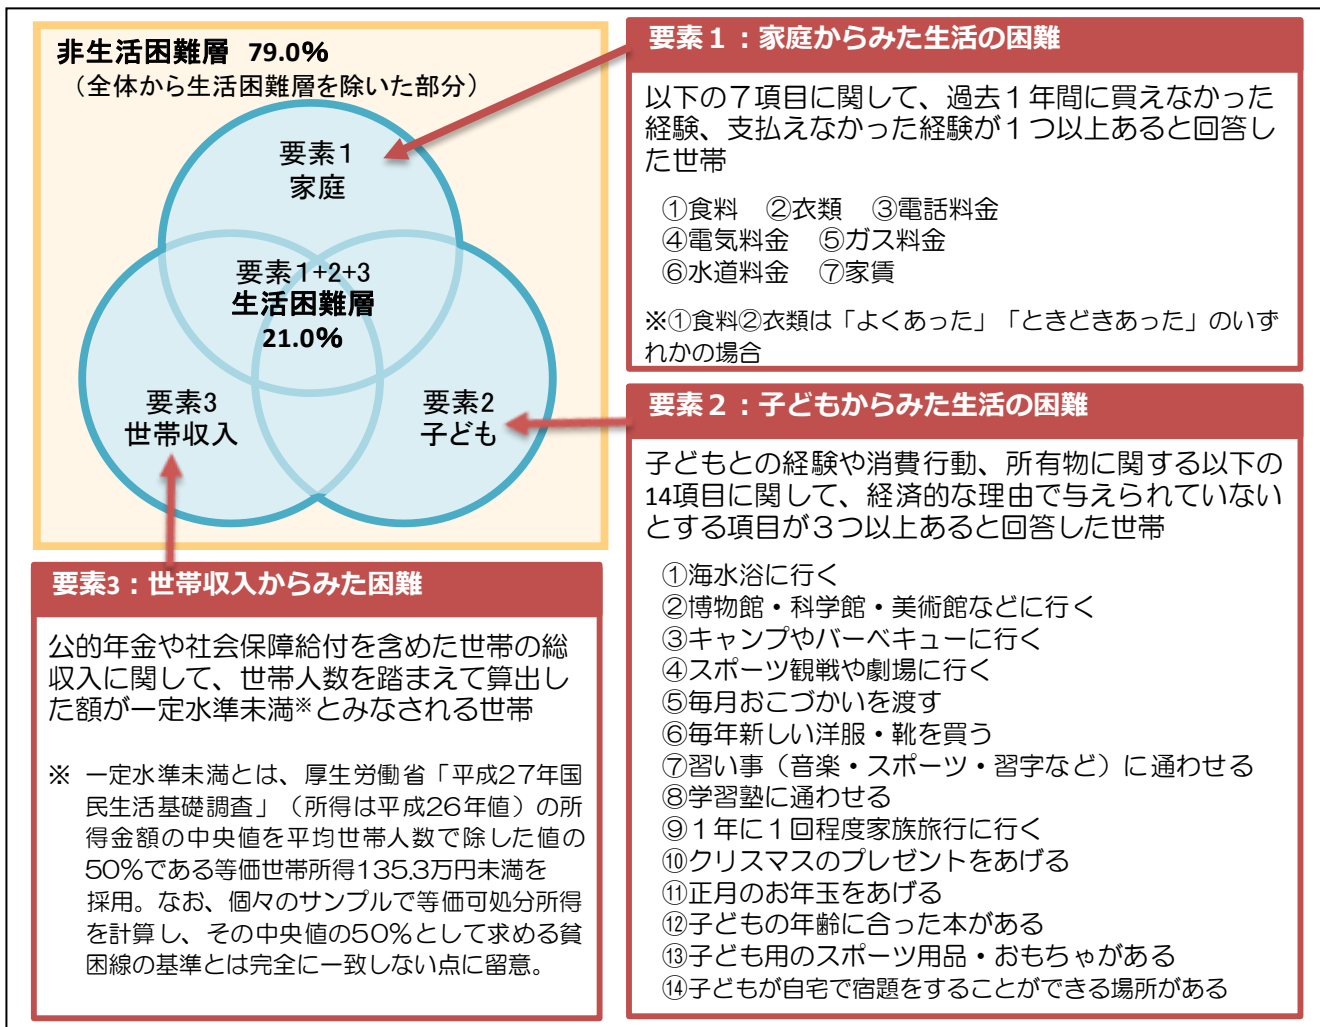 非生活困難層 79.0%
（全体から生活困難層を除いた部分）
要素1
家庭
要素1+2+3
生活困難層
21.0%
要素3
世帯収入
要素2
子ども
要素１：家庭からみた生活の困難
以下の７項目に関して、過去１年間に買えなかった
経験、支払えなかった経験が１つ以上あると回答し
た世帯
①食料　②衣類　③電話料金
④電気料金　⑤ガス料金
⑥水道料金　⑦家賃
※①食料②衣類は「よくあった」「ときどきあった」のいず
れかの場合
要素２：子どもからみた生活の困難
子どもとの経験や消費行動、所有物に関する以下の
14項目に関して、経済的な理由で与えられていない
とする項目が３つ以上あると回答した世帯
①海水浴に行く
②博物館・科学館・美術館などに行く
③キャンプやバーベキューに行く
④スポーツ観戦や劇場に行く
⑤毎月おこづかいを渡す
⑥毎年新しい洋服・靴を買う
⑦習い事（音楽・スポーツ・習字など）に通わせる
⑧学習塾に通わせる
⑨１年に１回程度家族旅行に行く
⑩クリスマスのプレゼントをあげる
⑪正月のお年玉をあげる
⑫子どもの年齢に合った本がある
⑬子ども用のスポーツ用品・おもちゃがある
⑭子どもが自宅で宿題をすることができる場所がある
要素3：世帯収入からみた困難
公的年金や社会保障給付を含めた世帯の総
収入に関して、世帯人数を踏まえて算出し
た額が一定水準未満※とみなされる世帯
※　一定水準未満とは、厚生労働省「平成27年国
民生活基礎調査」（所得は平成26年値）の所
得金額の中央値を平均世帯人数で除した値の
50%である等価世帯所得135.3万円未満を
採用。なお、個々のサンプルで等価可処分所得
を計算し、その中央値の50%として求める貧
困線の基準とは完全に一致しない点に留意。